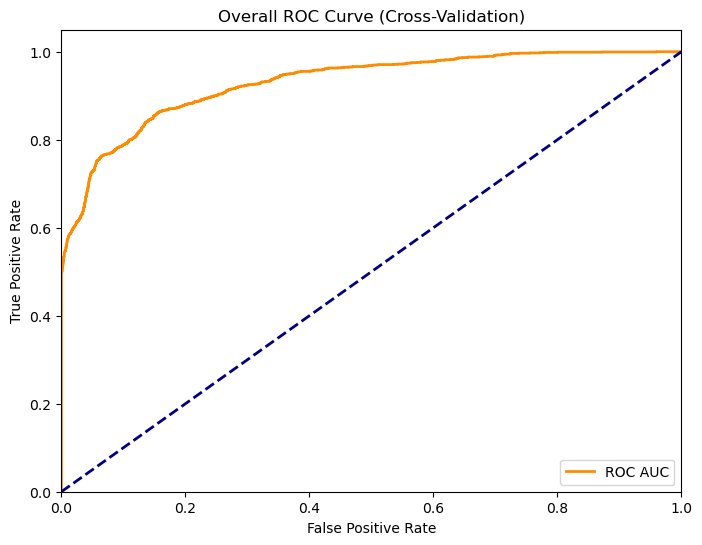 Overall ROC Curve (Cross-Validation)
True Positive Rate
1.0
0.8
0.6
0.4
0.2
0.0
ROC AUC
0.0 0.2 0.4 0.6 0.8 1.0
False Positive Rate